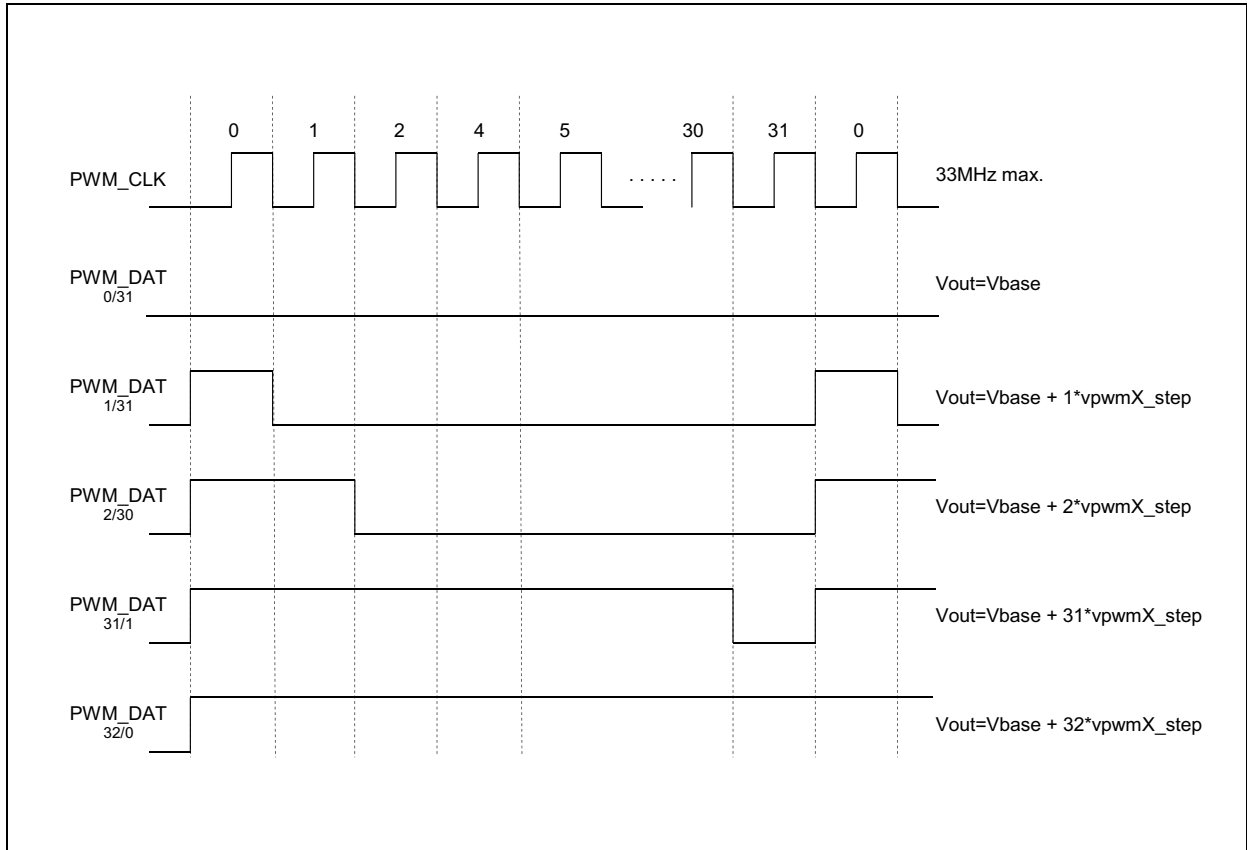 0 1 2 4 5 30 31 0
PWM_CLK ..... 33MHz max.
PWM_DAT
0/31
Vout=Vbase
PWM_DAT
1/31
Vout=Vbase + 1*vpwmX_step
PWM_DAT
2/30
Vout=Vbase + 2*vpwmX_step
PWM_DAT
31/1
Vout=Vbase + 31*vpwmX_step
PWM_DAT
32/0
Vout=Vbase + 32*vpwmX_step